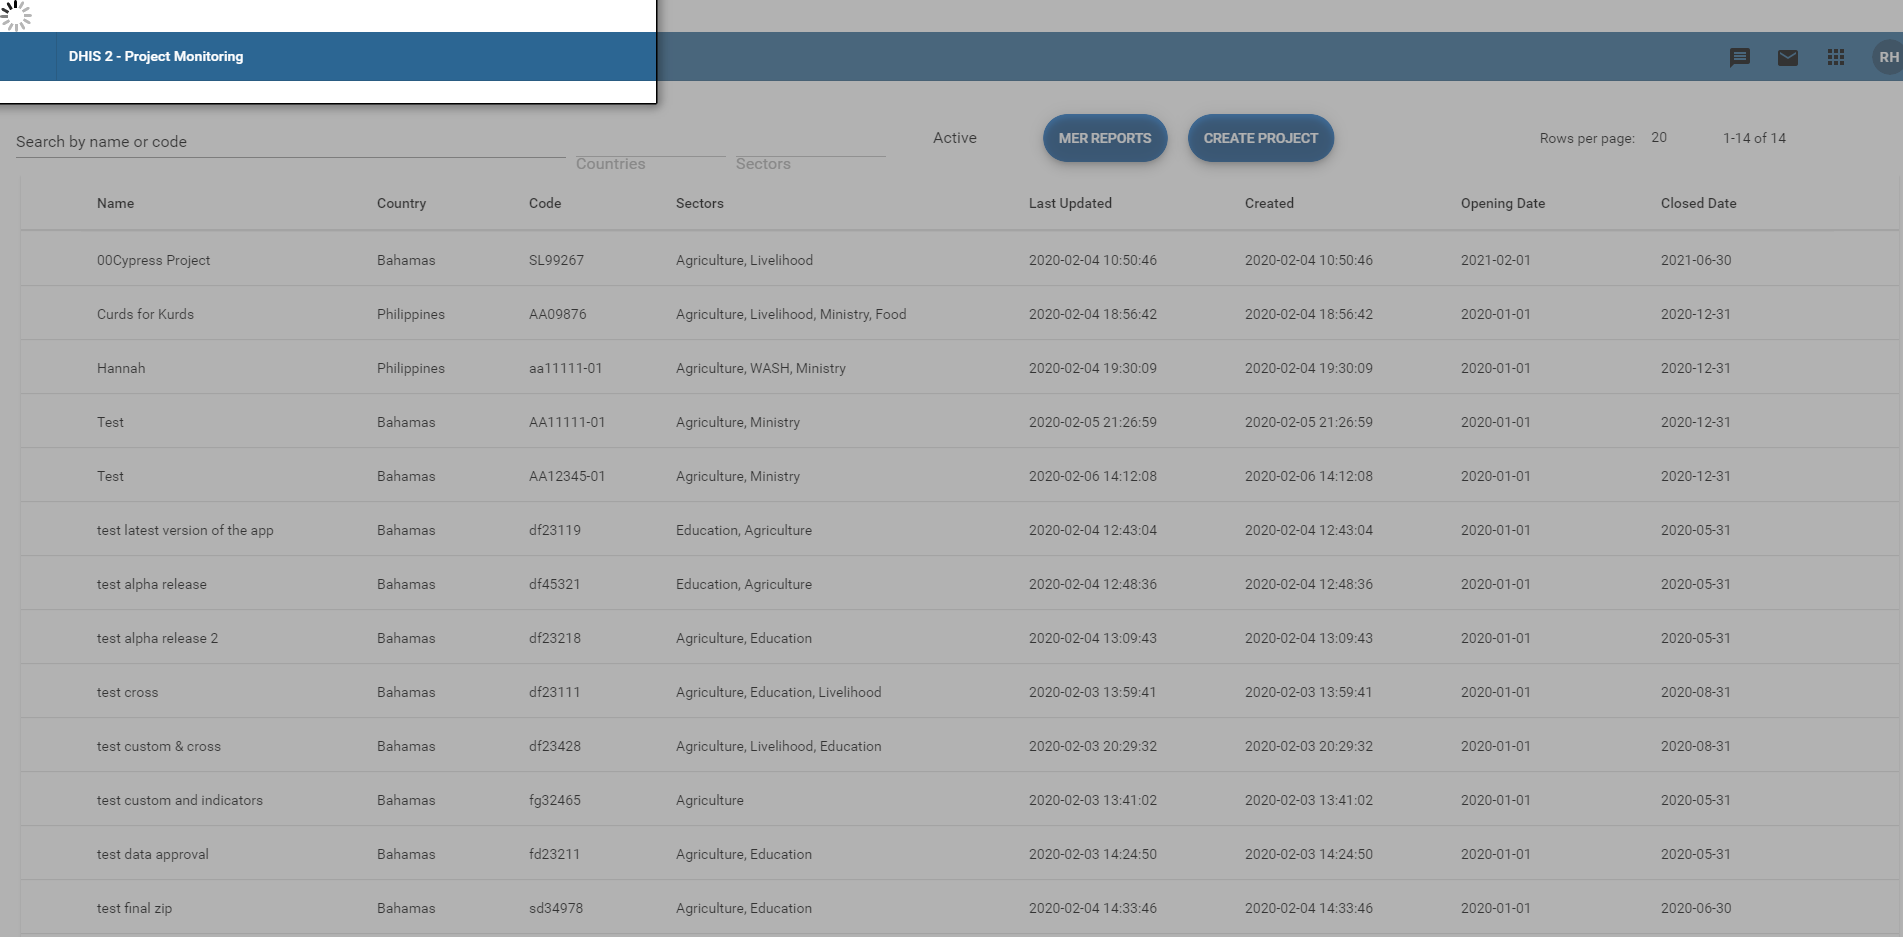 DHIS 2 - Project Monitoring
RH
Search by name or code
Countries
Sectors
Active
MER REPORTS
CREATE PROJECT
Rows per page: 20 1-14 of 14
Name Country Code Sectors Last Updated Created Opening Date Closed Date
00Cypress Project Bahamas SL99267 Agriculture, Livelihood 2020-02-04 10:50:46 2020-02-04 10:50:46 2021-02-01 2021-06-30
Curds for Kurds Philippines AA09876 Agriculture, Livelihood, Ministry, Food 2020-02-04 18:56:42 2020-02-04 18:56:42 2020-01-01 2020-12-31
Hannah Philippines aa11111-01 Agriculture, WASH, Ministry 2020-02-04 19:30:09 2020-02-04 19:30:09 2020-01-01 2020-12-31
Test Bahamas AA11111-01 Agriculture, Ministry 2020-02-05 21:26:59 2020-02-05 21:26:59 2020-01-01 2020-12-31
Test Bahamas AA12345-01 Agriculture, Ministry 2020-02-06 14:12:08 2020-02-06 14:12:08 2020-01-01 2020-12-31
test latest version of the app Bahamas df23119 Education, Agriculture 2020-02-04 12:43:04 2020-02-04 12:43:04 2020-01-01 2020-05-31
test alpha release Bahamas df45321 Education, Agriculture 2020-02-04 12:48:36 2020-02-04 12:48:36 2020-01-01 2020-05-31
test alpha release 2 Bahamas df23218 Agriculture, Education 2020-02-04 13:09:43 2020-02-04 13:09:43 2020-01-01 2020-05-31
test cross Bahamas df23111 Agriculture, Education, Livelihood 2020-02-03 13:59:41 2020-02-03 13:59:41 2020-01-01 2020-08-31
test custom & cross Bahamas df23428 Agriculture, Livelihood, Education 2020-02-03 20:29:32 2020-02-03 20:29:32 2020-01-01 2020-08-31
test custom and indicators Bahamas fg32465 Agriculture 2020-02-03 13:41:02 2020-02-03 13:41:02 2020-01-01 2020-05-31
test data approval Bahamas fd23211 Agriculture, Education 2020-02-03 14:24:50 2020-02-03 14:24:50 2020-01-01 2020-05-31
test final zip Bahamas sd34978 Agriculture, Education 2020-02-04 14:33:46 2020-02-04 14:33:46 2020-01-01 2020-06-30